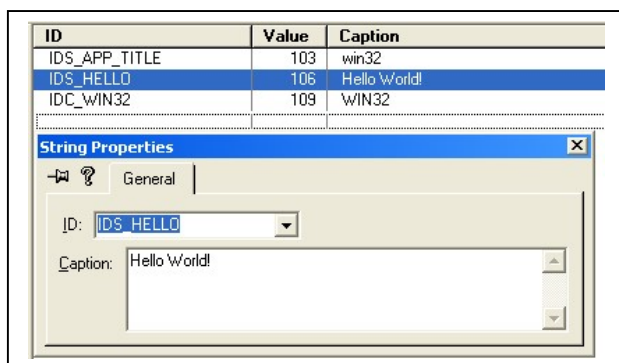 ID Value Caption
IDS_APP_TITLE 103 win32
IDS_HELLO 106 Hello World!
IDC_WIN32 109 WIN32
String Properties
General
ID: IDS_HELLO
Caption: Hello World!